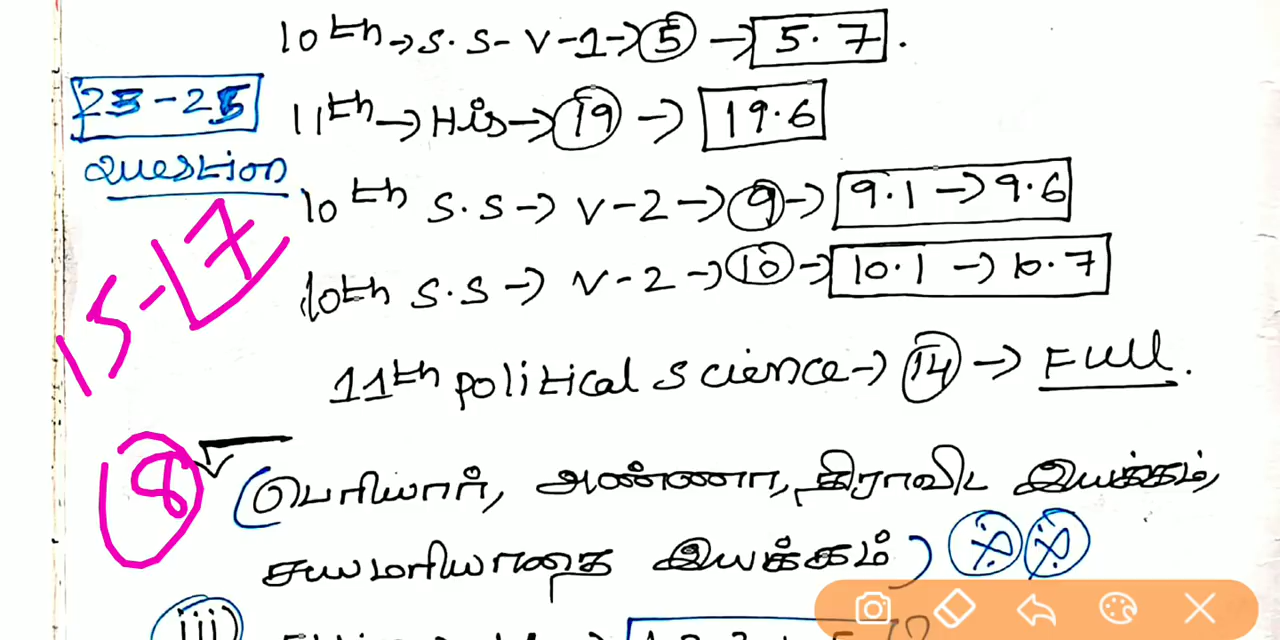 10th→S.S-V-1→5→5.7.
23-25
11th→His→19→19.6
Question
10th S.S→V-2→9→9.1→9.6
15-17
10th S.S→V-2→10→10.1→10.7
11th political science→14→Full.
8
(பெரியார், அண்ணா, திராவிட இயக்கம்,
சுயமரியாதை இயக்கம்)
iii)